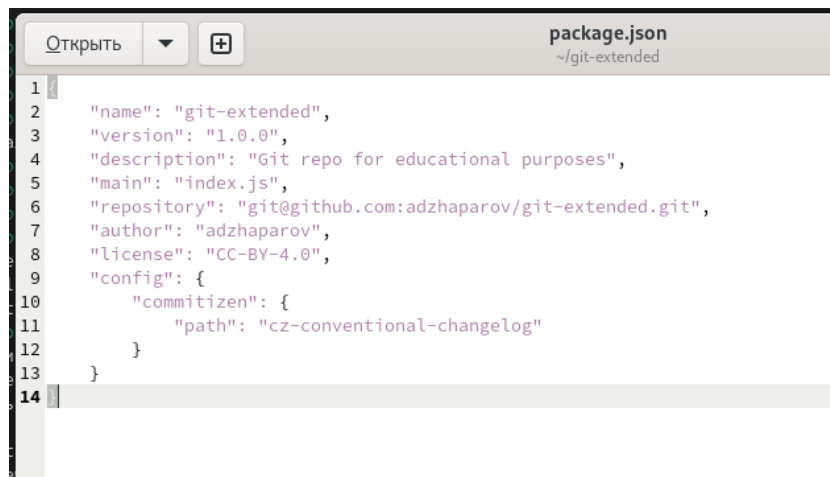 Открыть
package.json
~/git-extended
1 {
2     "name": "git-extended",
3     "version": "1.0.0",
4     "description": "Git repo for educational purposes",
5     "main": "index.js",
6     "repository": "git@github.com:adzhaparov/git-extended.git",
7     "author": "adzhaparov",
8     "license": "CC-BY-4.0",
9     "config": {
10         "commitizen": {
11             "path": "cz-conventional-changelog"
12         }
13     }
14 }